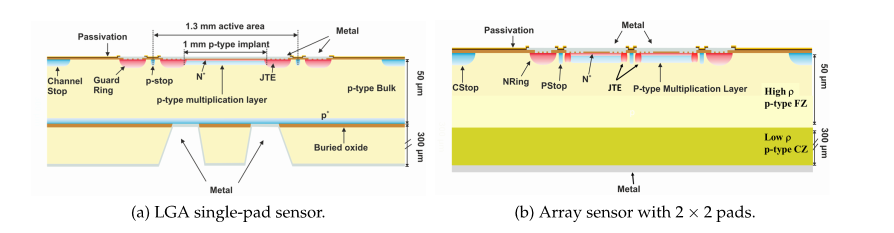 1.3 mm active area
Metal
Passivation
1 mm p-type implant
Channel
Stop
Guard
Ring
p-stop
N+
JTE
p-type Bulk
p-type multiplication layer
p+
Buried oxide
Metal
50 μm
300 μm
(a) LGA single-pad sensor.
Metal
Passivation
CStop
NRing
PStop
N+
JTE
P-type Multiplication Layer
High ρ
p-type FZ
Low ρ
p-type CZ
Metal
50 μm
300 μm
(b) Array sensor with 2 × 2 pads.